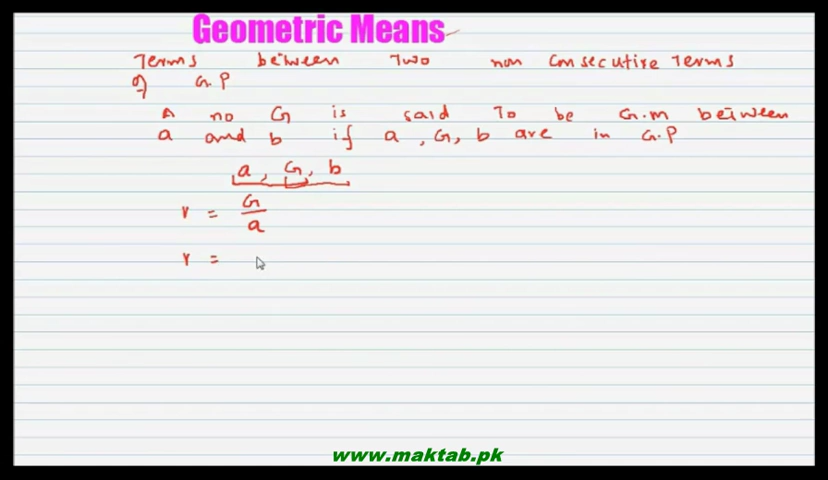 Geometric Means
Terms between Two non Consecutive Terms
of G.P
A no G is said To be G.M between
a and b if a, G, b are in G.P
a, G, b
r = G/a
r =
www.maktab.pk